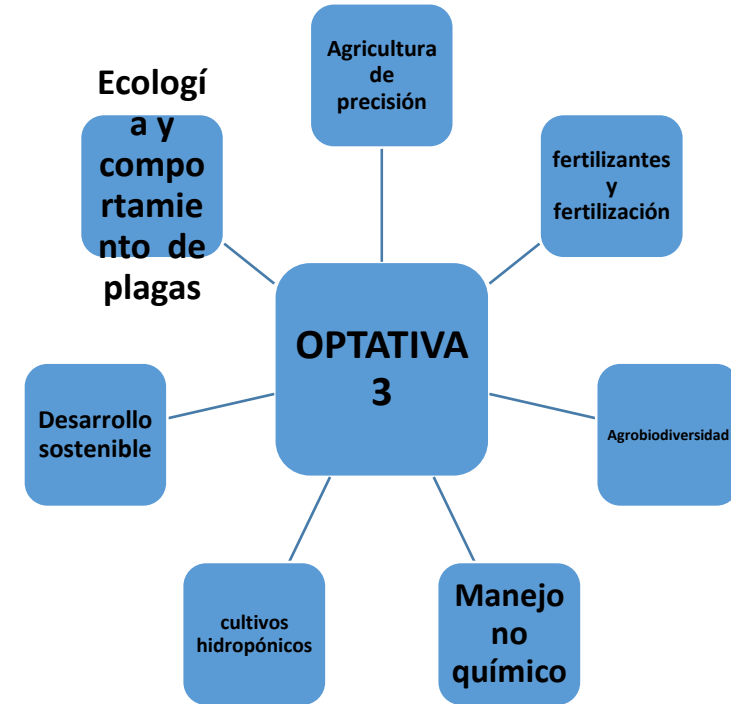 Agricultura
de
precisión
fertilizantes
y
fertilización
Agrobiodiversidad
Manejo
no
químico
cultivos
hidropónicos
Desarrollo
sostenible
Ecologí
a y
compo
rtamie
nto de
plagas
OPTATIVA
3